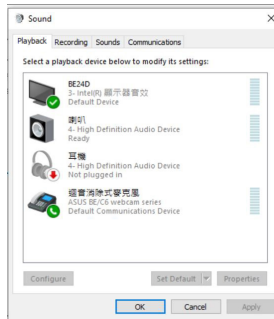 Sound
Playback
Recording
Sounds
Communications
Select a playback device below to modify its settings:
BE24D
3- Intel(R) 顯示器音效
Default Device
喇叭
4- High Definition Audio Device
Ready
耳機
4- High Definition Audio Device
Not plugged in
迴音消除式麥克風
ASUS BE/C6 webcam series
Default Communications Device
Configure
Set Default
Properties
OK
Cancel
Apply